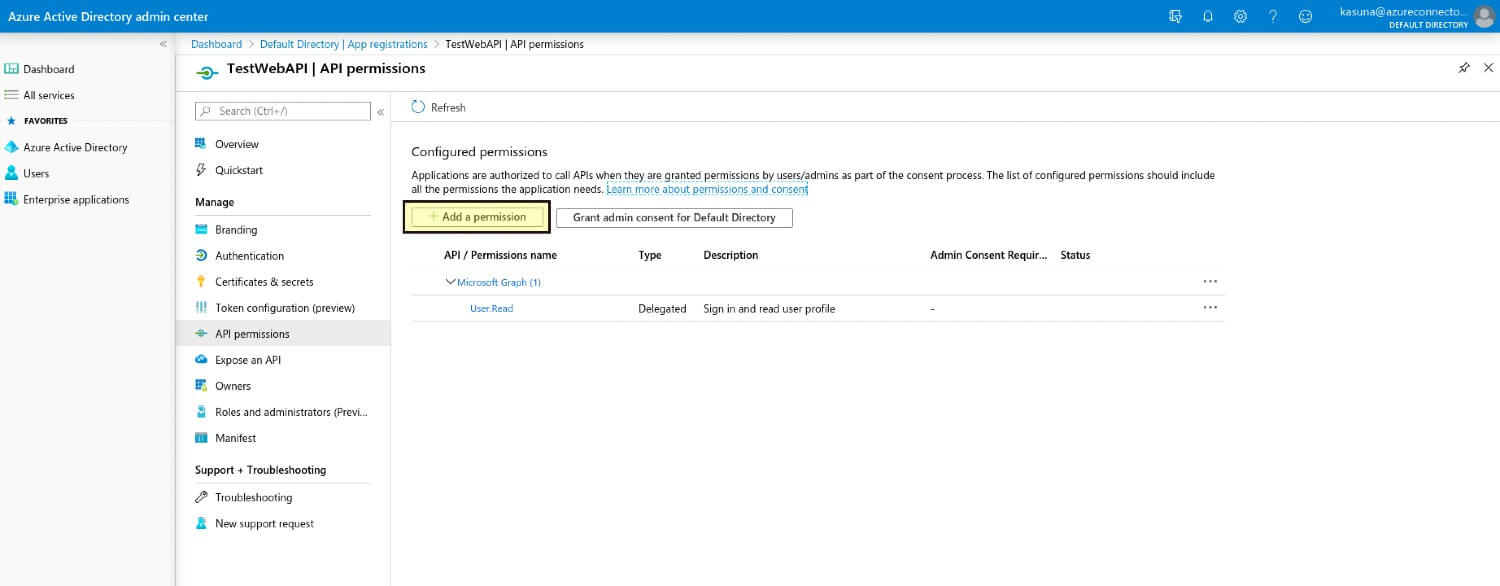 Azure Active Directory admin center
kasuna@azureconnecto...
DEFAULT DIRECTORY
Dashboard > Default Directory | App registrations > TestWebAPI | API permissions
Dashboard
All services
FAVORITES
Azure Active Directory
Users
Enterprise applications
TestWebAPI | API permissions
Search (Ctrl+/)
Overview
Quickstart
Manage
Branding
Authentication
Certificates & secrets
Token configuration (preview)
API permissions
Expose an API
Owners
Roles and administrators (Previ...
Manifest
Support + Troubleshooting
Troubleshooting
New support request
Refresh
Configured permissions
Applications are authorized to call APIs when they are granted permissions by users/admins as part of the consent process. The list of configured permissions should include
all the permissions the application needs. Learn more about permissions and consent
+ Add a permission Grant admin consent for Default Directory
API / Permissions name Type Description Admin Consent Requir... Status
Microsoft Graph (1)
User.Read Delegated Sign in and read user profile -